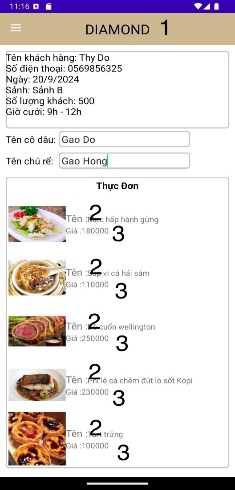 11:16
DIAMOND 1
Tên khách hàng: Thy Do
Số điện thoại: 0569856325
Ngày: 20/9/2024
Sảnh: Sảnh B
Số lượng khách: 500
Giờ cưới: 9h - 12h
Tên cô dâu: Gao Do
Tên chú rể: Gao Hong
Thực Đơn
2
Tên : hấp hành gừng
Giá :180000 3
2
Tên : vi cá hải sâm
Giá :110000 3
2
Tên : cuốn wellington
Giá :250000 3
2
Tên : lê cá chẽm đút lò sốt Kopi
Giá :230000 3
2
Tên : trứng
Giá :100000 3